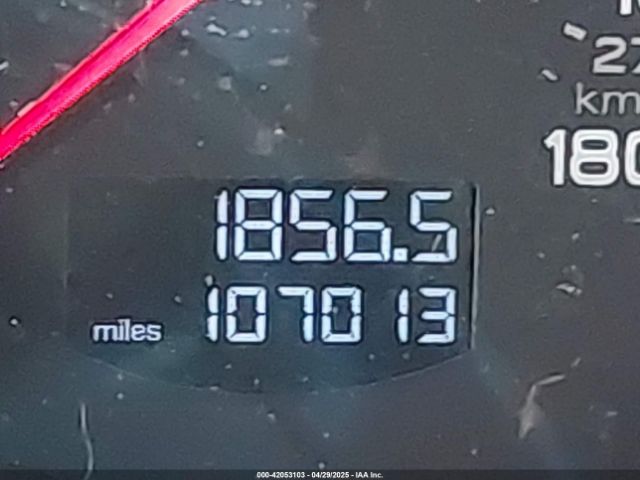 27
km
180
1856.5
miles 107013
000-42053103 - 04/29/2025 - IAA Inc.